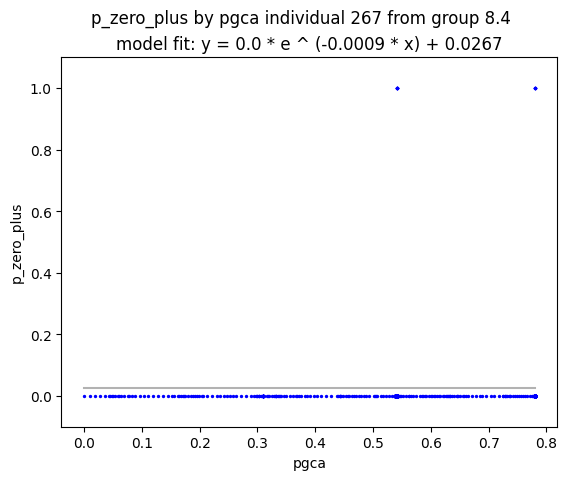 p_zero_plus by pgca individual 267 from group 8.4
model fit: y = 0.0 * e ^ (-0.0009 * x) + 0.0267
1.0
0.8
0.6
0.4
0.2
0.0
p_zero_plus
0.0 0.1 0.2 0.3 0.4 0.5 0.6 0.7 0.8
pgca